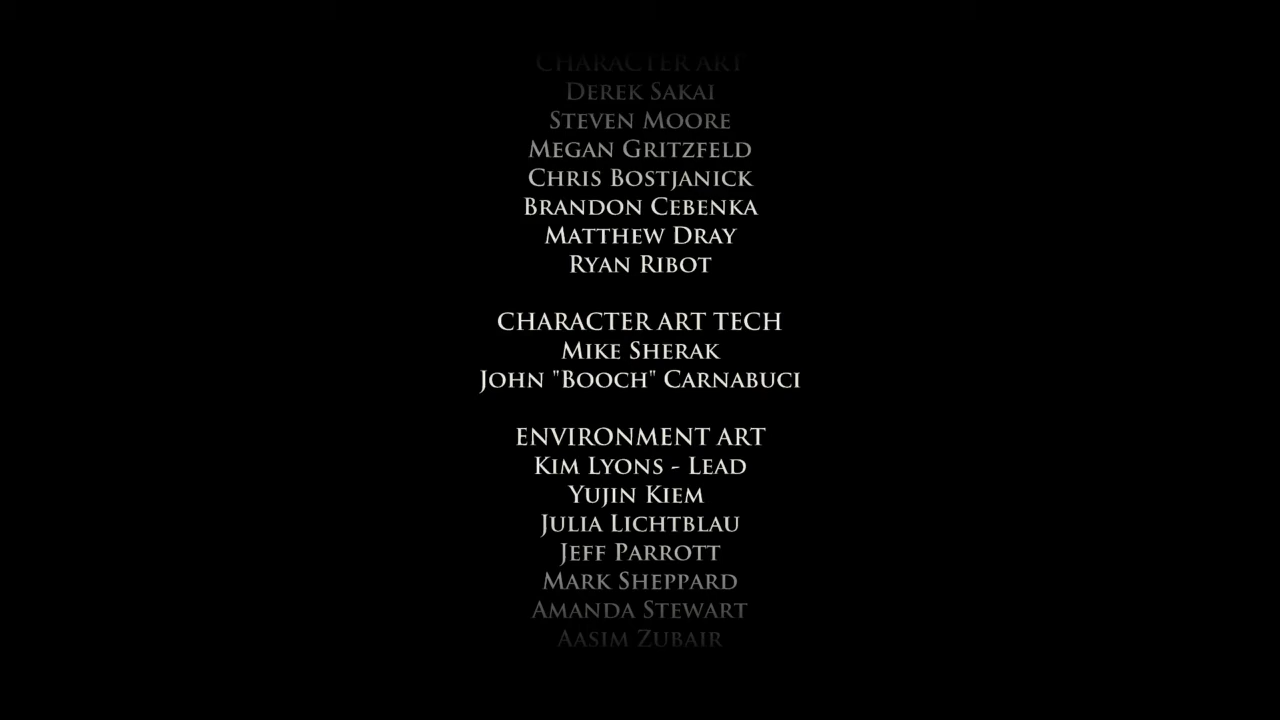 CHARACTER ART
DEREK SAKAI
STEVEN MOORE
MEGAN GRITZFELD
CHRIS BOSTJANICK
BRANDON CEBENKA
MATTHEW DRAY
RYAN RIBOT
CHARACTER ART TECH
MIKE SHERAK
JOHN "BOOCH" CARNABUCI
ENVIRONMENT ART
KIM LYONS - LEAD
YUJIN KIEM
JULIA LICHTBLAU
JEFF PARROTT
MARK SHEPPARD
AMANDA STEWART
AASIM ZUBAIR